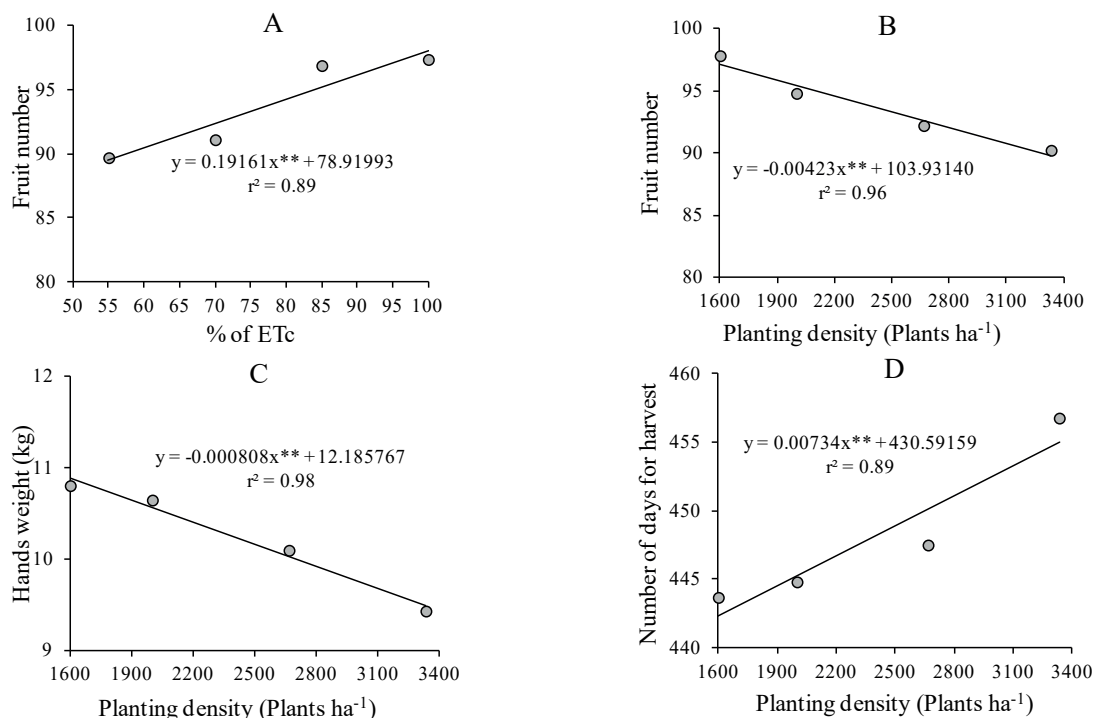 A
Fruit number
100
95
90
85
80
y = 0.19161x** + 78.91993
r² = 0.89
50 55 60 65 70 75 80 85 90 95 100
% of ETc
B
Fruit number
100
95
90
85
80
y = -0.00423x** + 103.93140
r² = 0.96
1600 1900 2200 2500 2800 3100 3400
Planting density (Plants ha⁻¹)
C
Hands weight (kg)
12
11
10
9
y = -0.000808x** + 12.185767
r² = 0.98
1600 1900 2200 2500 2800 3100 3400
Planting density (Plants ha⁻¹)
D
Number of days for harvest
460
455
450
445
440
y = 0.00734x** + 430.59159
r² = 0.89
1600 1900 2200 2500 2800 3100 3400
Planting density (Plants ha⁻¹)